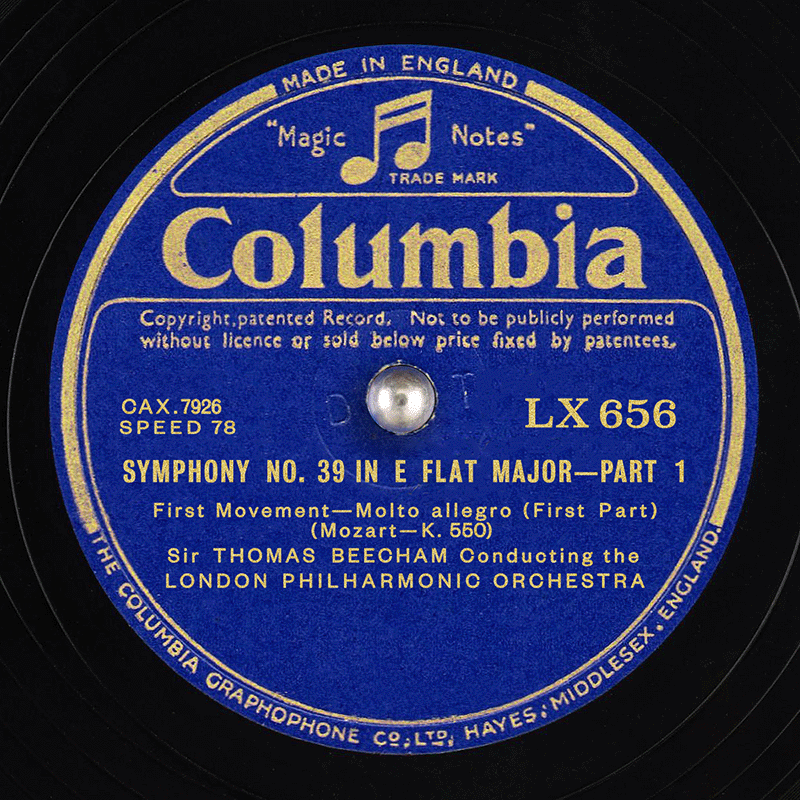 MADE IN ENGLAND
"Magic Notes"
TRADE MARK
Columbia
Copyright, patented Record. Not to be publicly performed
without licence or sold below price fixed by patentees.
CAX.7926
SPEED 78
LX 656
SYMPHONY NO. 39 IN E FLAT MAJOR—PART 1
First Movement—Molto allegro (First Part)
(Mozart—K. 550)
Sir THOMAS BEECHAM Conducting the
LONDON PHILHARMONIC ORCHESTRA
THE COLUMBIA GRAPHOPHONE CO., LTD, HAYES, MIDDLESEX. ENGLAND.